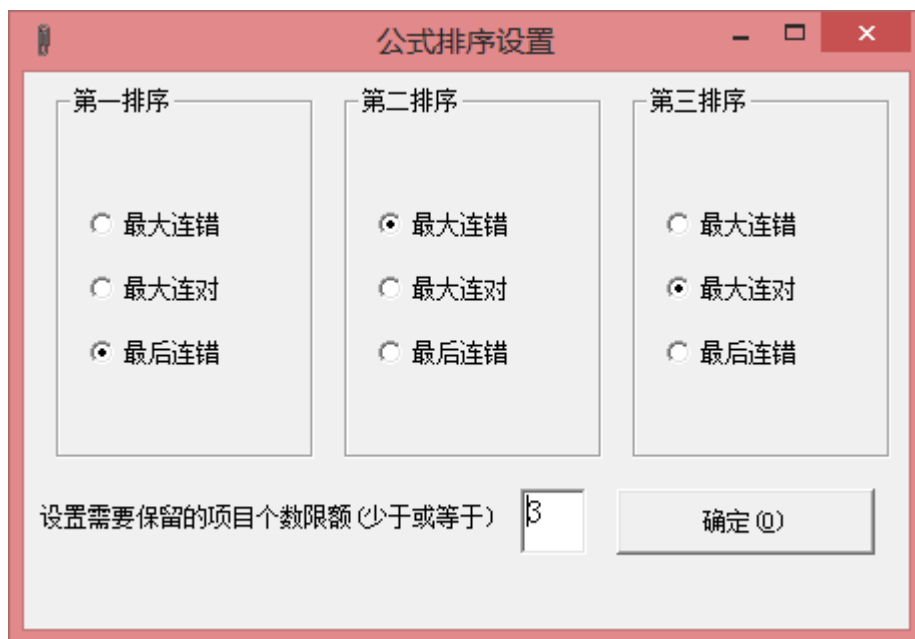 公式排序设置
第一排序
最大连错
最大连对
最后连错
第二排序
最大连错
最大连对
最后连错
第三排序
最大连错
最大连对
最后连错
设置需要保留的项目个数限额(少于或等于) 3
确定(O)